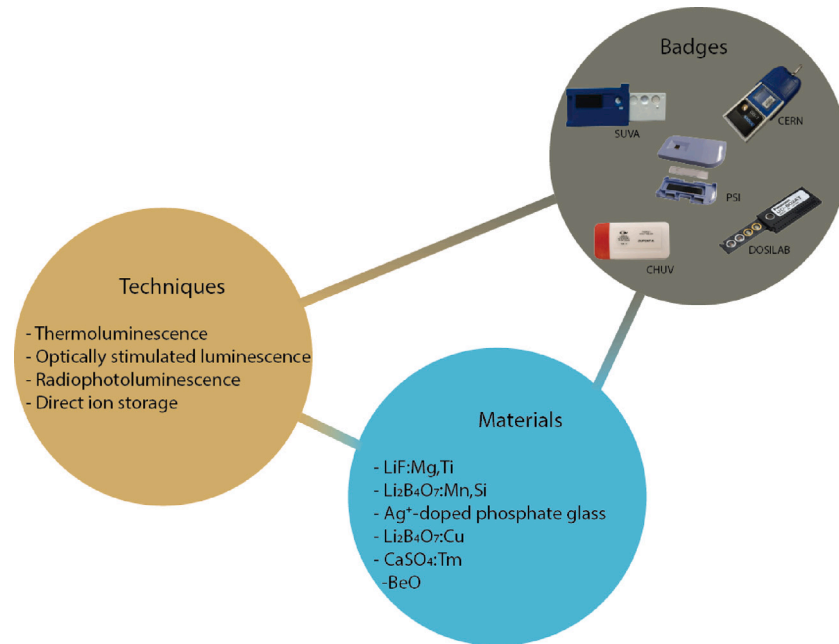 Badges
SUVA
CERN
PSI
CHUV
DOSILAB
Techniques
- Thermoluminescence
- Optically stimulated luminescence
- Radiophotoluminescence
- Direct ion storage
Materials
- LiF:Mg,Ti
- Li₂B₄O₇:Mn,Si
- Ag⁺-doped phosphate glass
- Li₂B₄O₇:Cu
- CaSO₄:Tm
-BeO